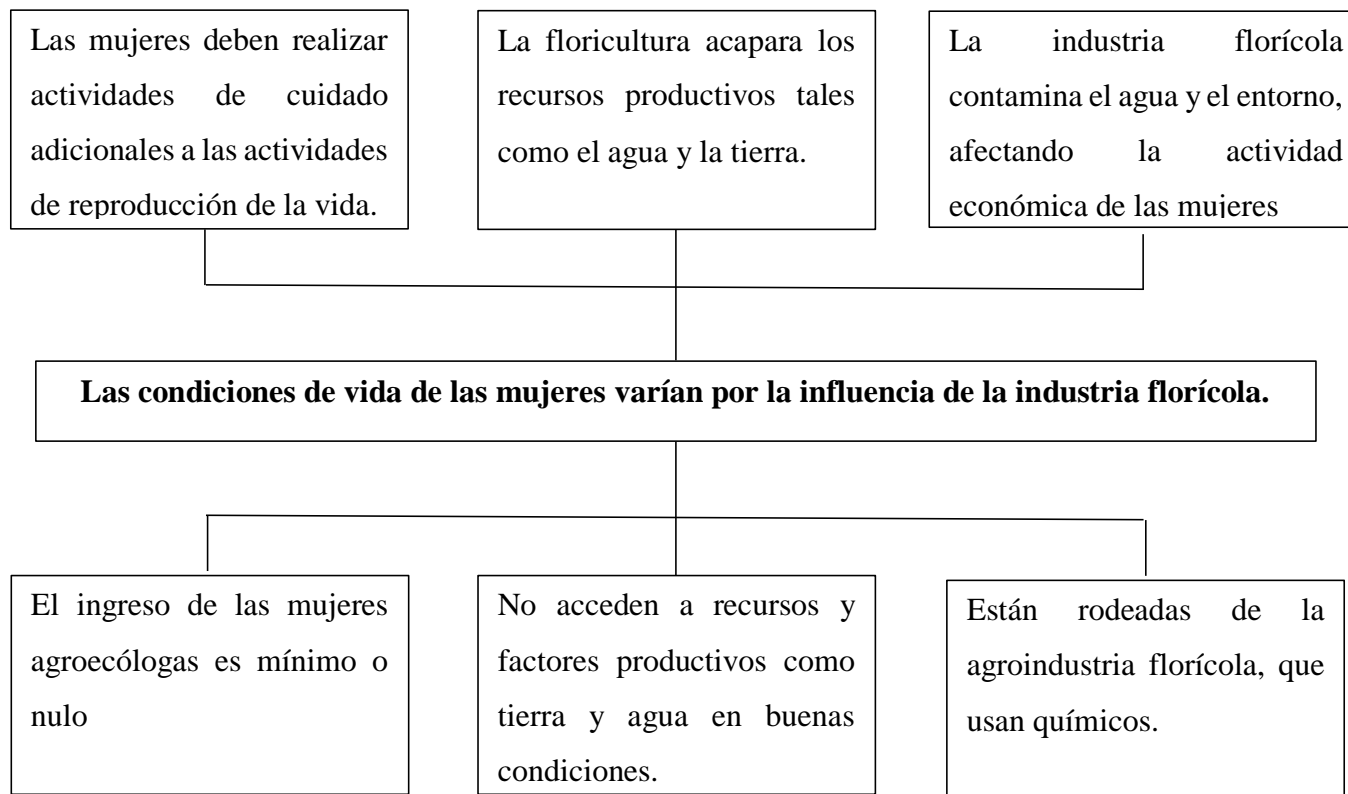 Las mujeres deben realizar
actividades de cuidado
adicionales a las actividades
de reproducción de la vida.
La floricultura acapara los
recursos productivos tales
como el agua y la tierra.
La industria florícola
contamina el agua y el entorno,
afectando la actividad
económica de las mujeres
Las condiciones de vida de las mujeres varían por la influencia de la industria florícola.
El ingreso de las mujeres
agroecólogas es mínimo o
nulo
No acceden a recursos y
factores productivos como
tierra y agua en buenas
condiciones.
Están rodeadas de la
agroindustria florícola, que
usan químicos.